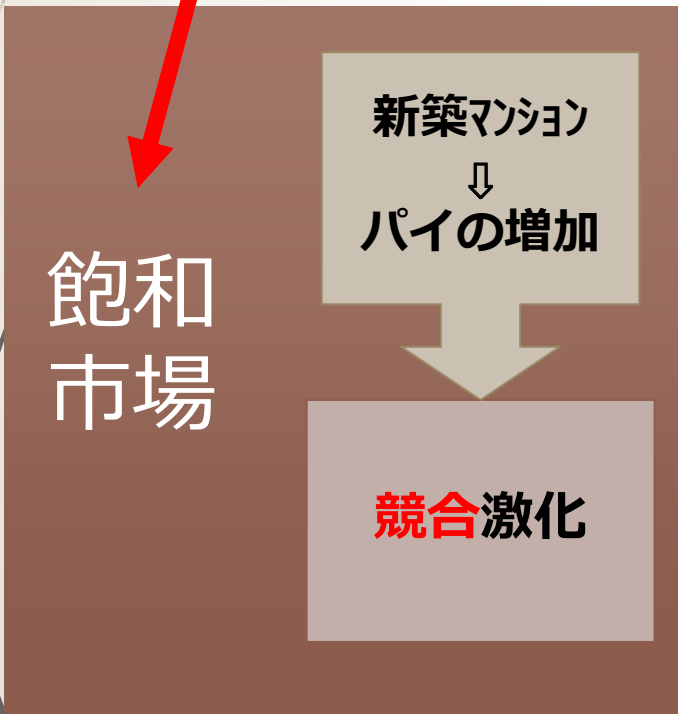 飽和
市場
新築ﾏﾝｼｮﾝ
⇩
パイの増加
競合激化